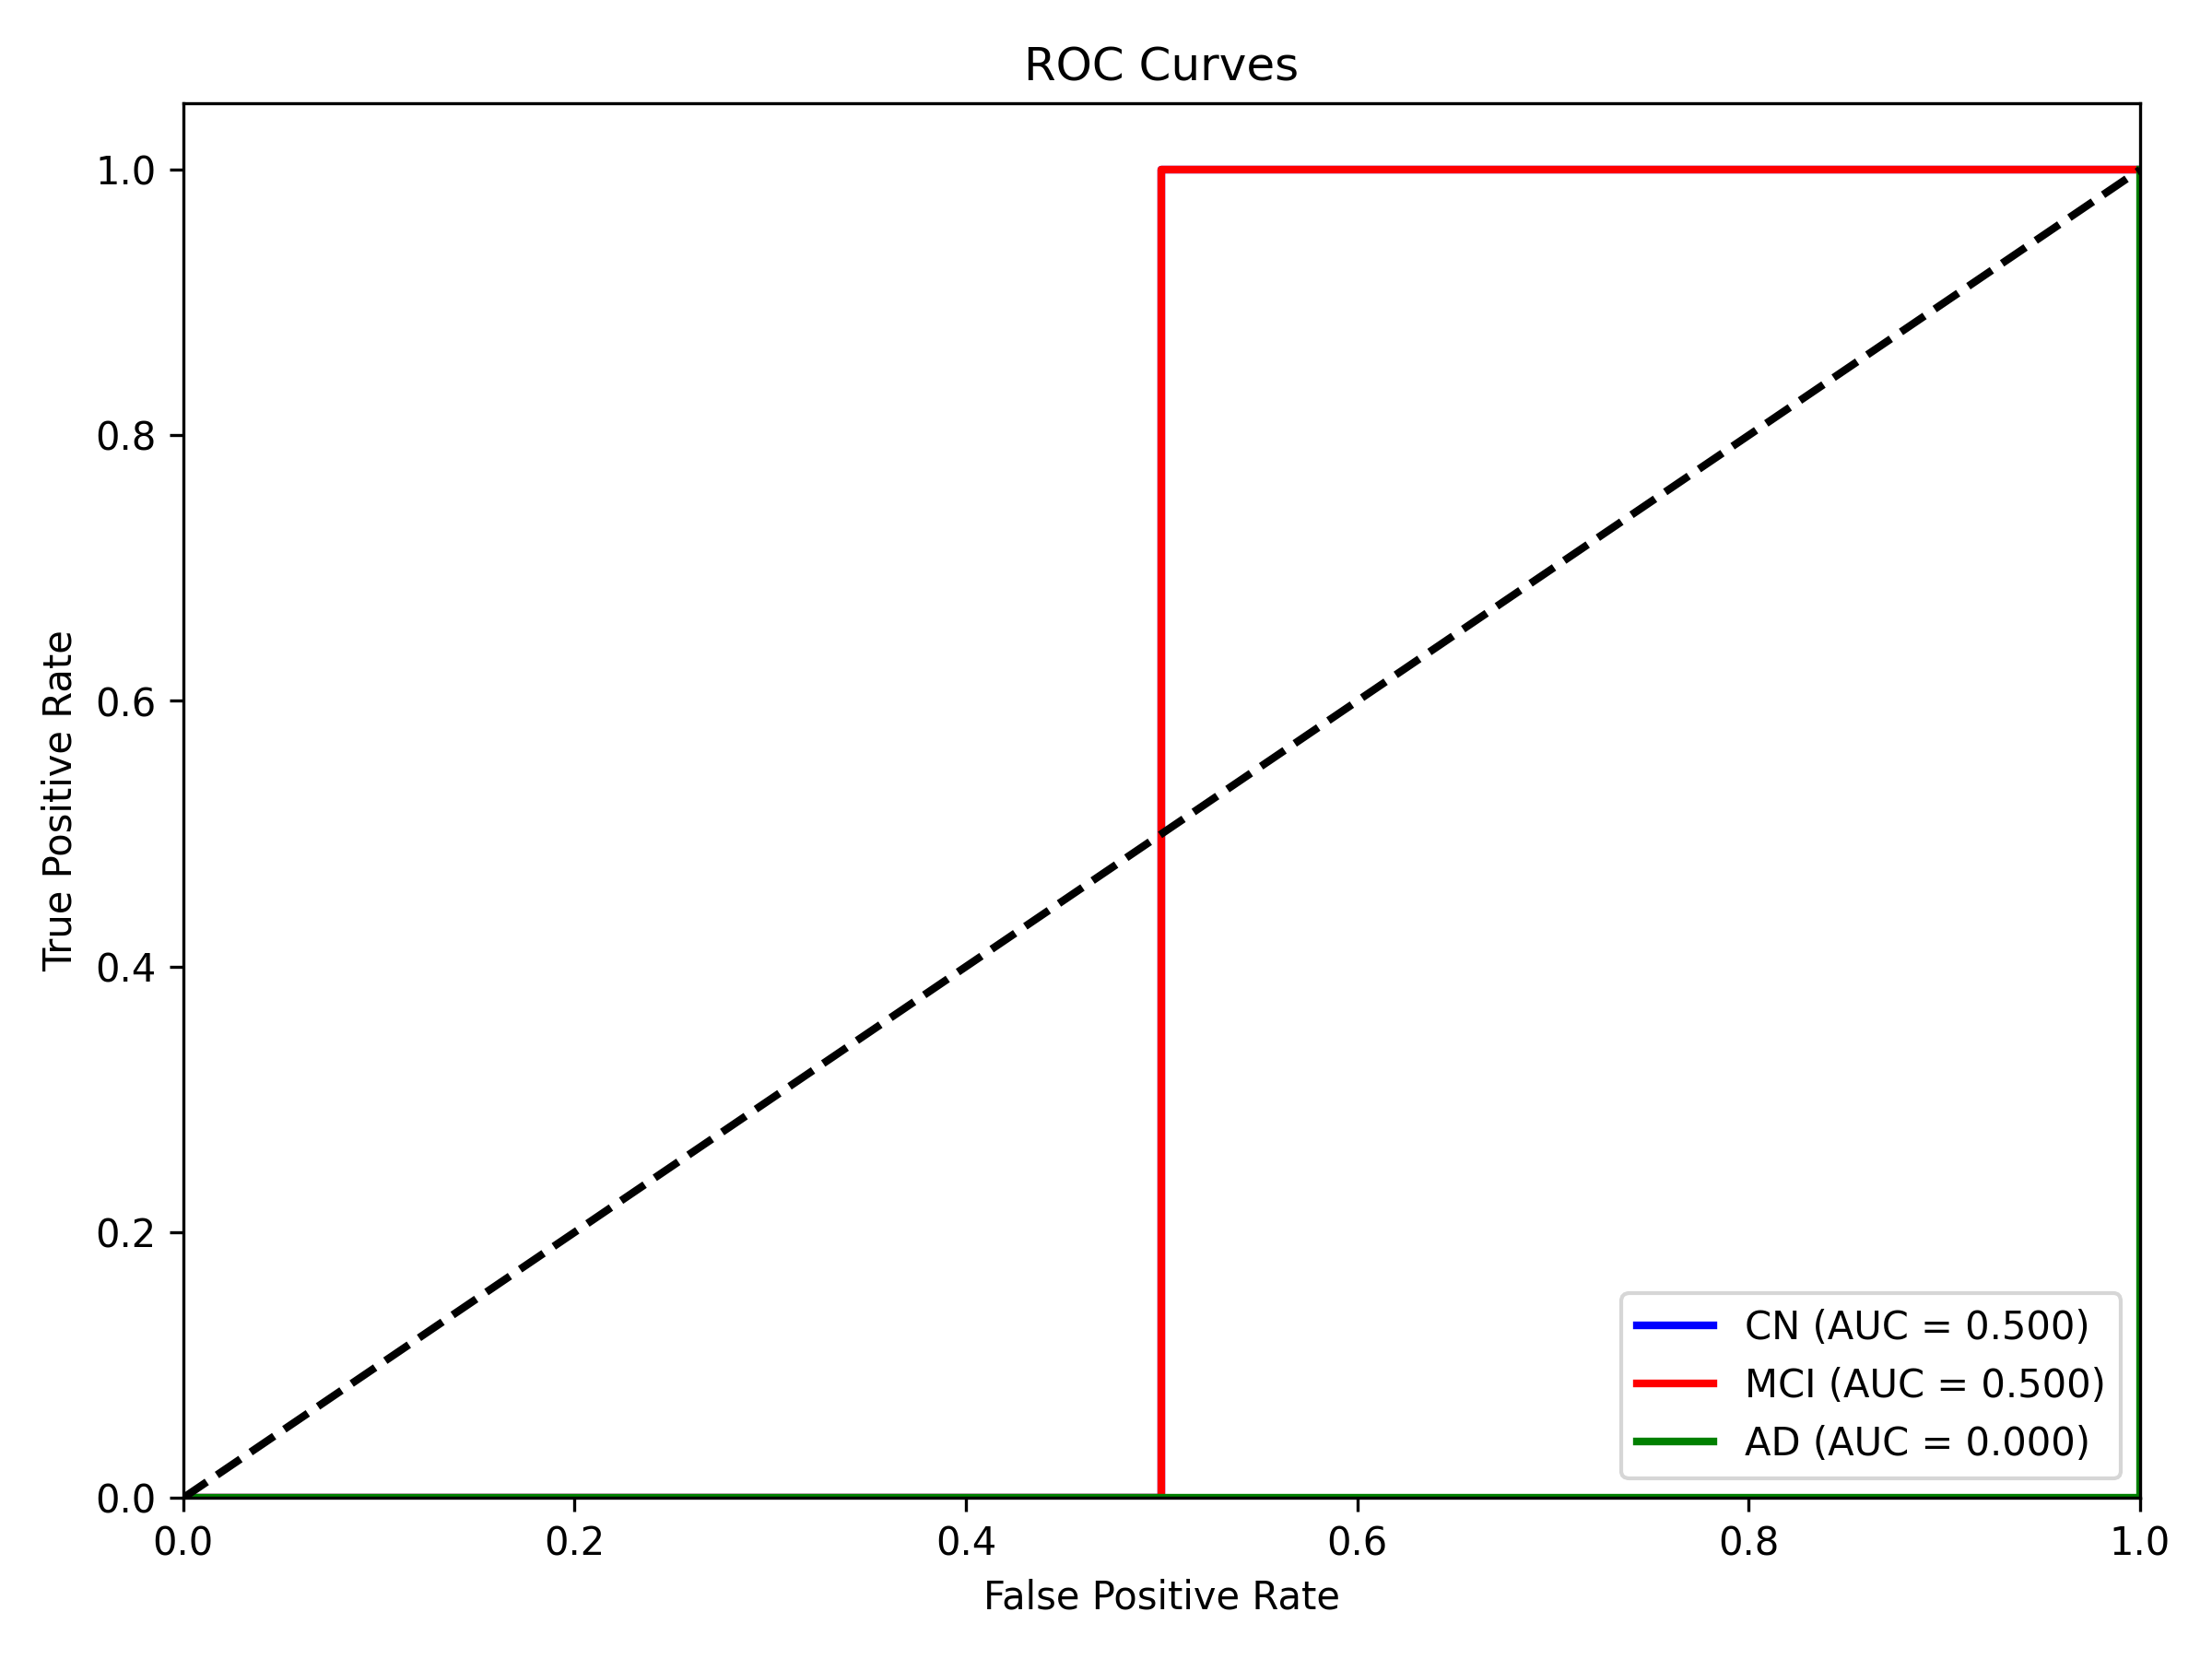 ROC Curves
True Positive Rate
1.0
0.8
0.6
0.4
0.2
0.0
0.0 0.2 0.4 0.6 0.8 1.0
False Positive Rate
CN (AUC = 0.500)
MCI (AUC = 0.500)
AD (AUC = 0.000)